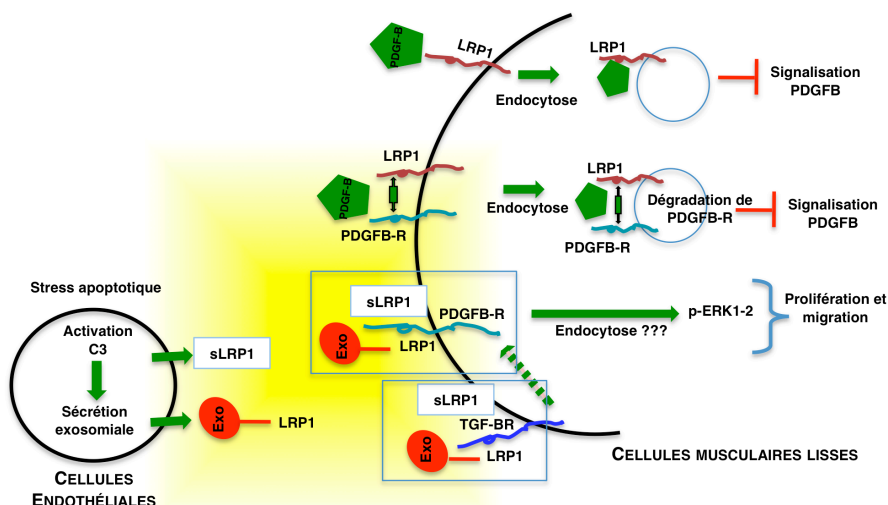 PDGF-B
LRP1
Endocytose
LRP1
Signalisation
PDGFB
LRP1
PDGF-B
PDGFB-R
Endocytose
LRP1
Dégradation de
PDGFB-R
PDGFB-R
Signalisation
PDGFB
Stress apoptotique
Activation
C3
Sécrétion
exosomiale
sLRP1
Exo
LRP1
CELLULES
ENDOTHÉLIALES
sLRP1
PDGFB-R
Exo
LRP1
Endocytose ???
p-ERK1-2
Prolifération et
migration
sLRP1
TGF-BR
Exo
LRP1
CELLULES MUSCULAIRES LISSES